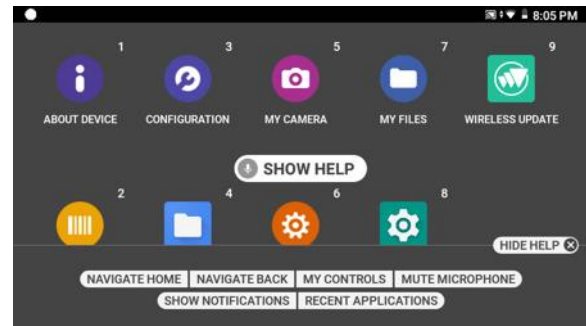 8:05 PM
1 3 5 7 9
ABOUT DEVICE CONFIGURATION MY CAMERA MY FILES WIRELESS UPDATE
SHOW HELP
2 4 6 8
HIDE HELP
NAVIGATE HOME NAVIGATE BACK MY CONTROLS MUTE MICROPHONE
SHOW NOTIFICATIONS RECENT APPLICATIONS